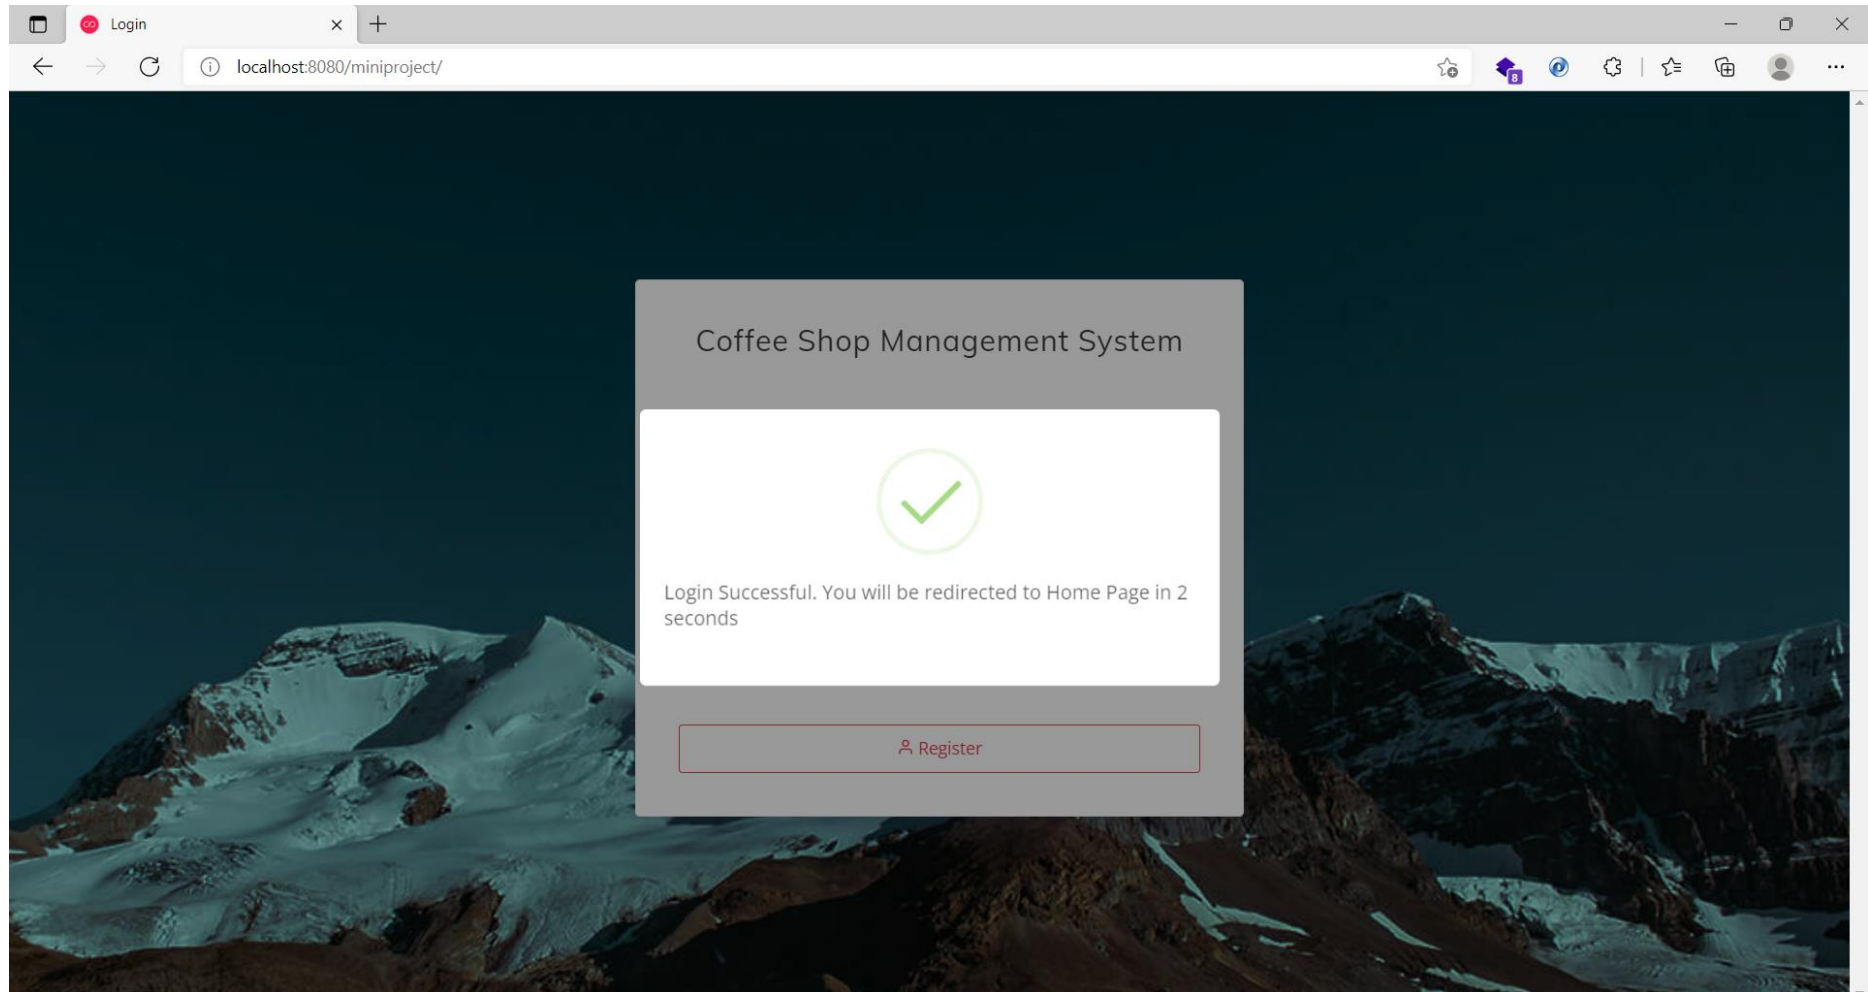 Login
localhost:8080/miniproject/
8
Coffee Shop Management System
Login Successful. You will be redirected to Home Page in 2
seconds
Register